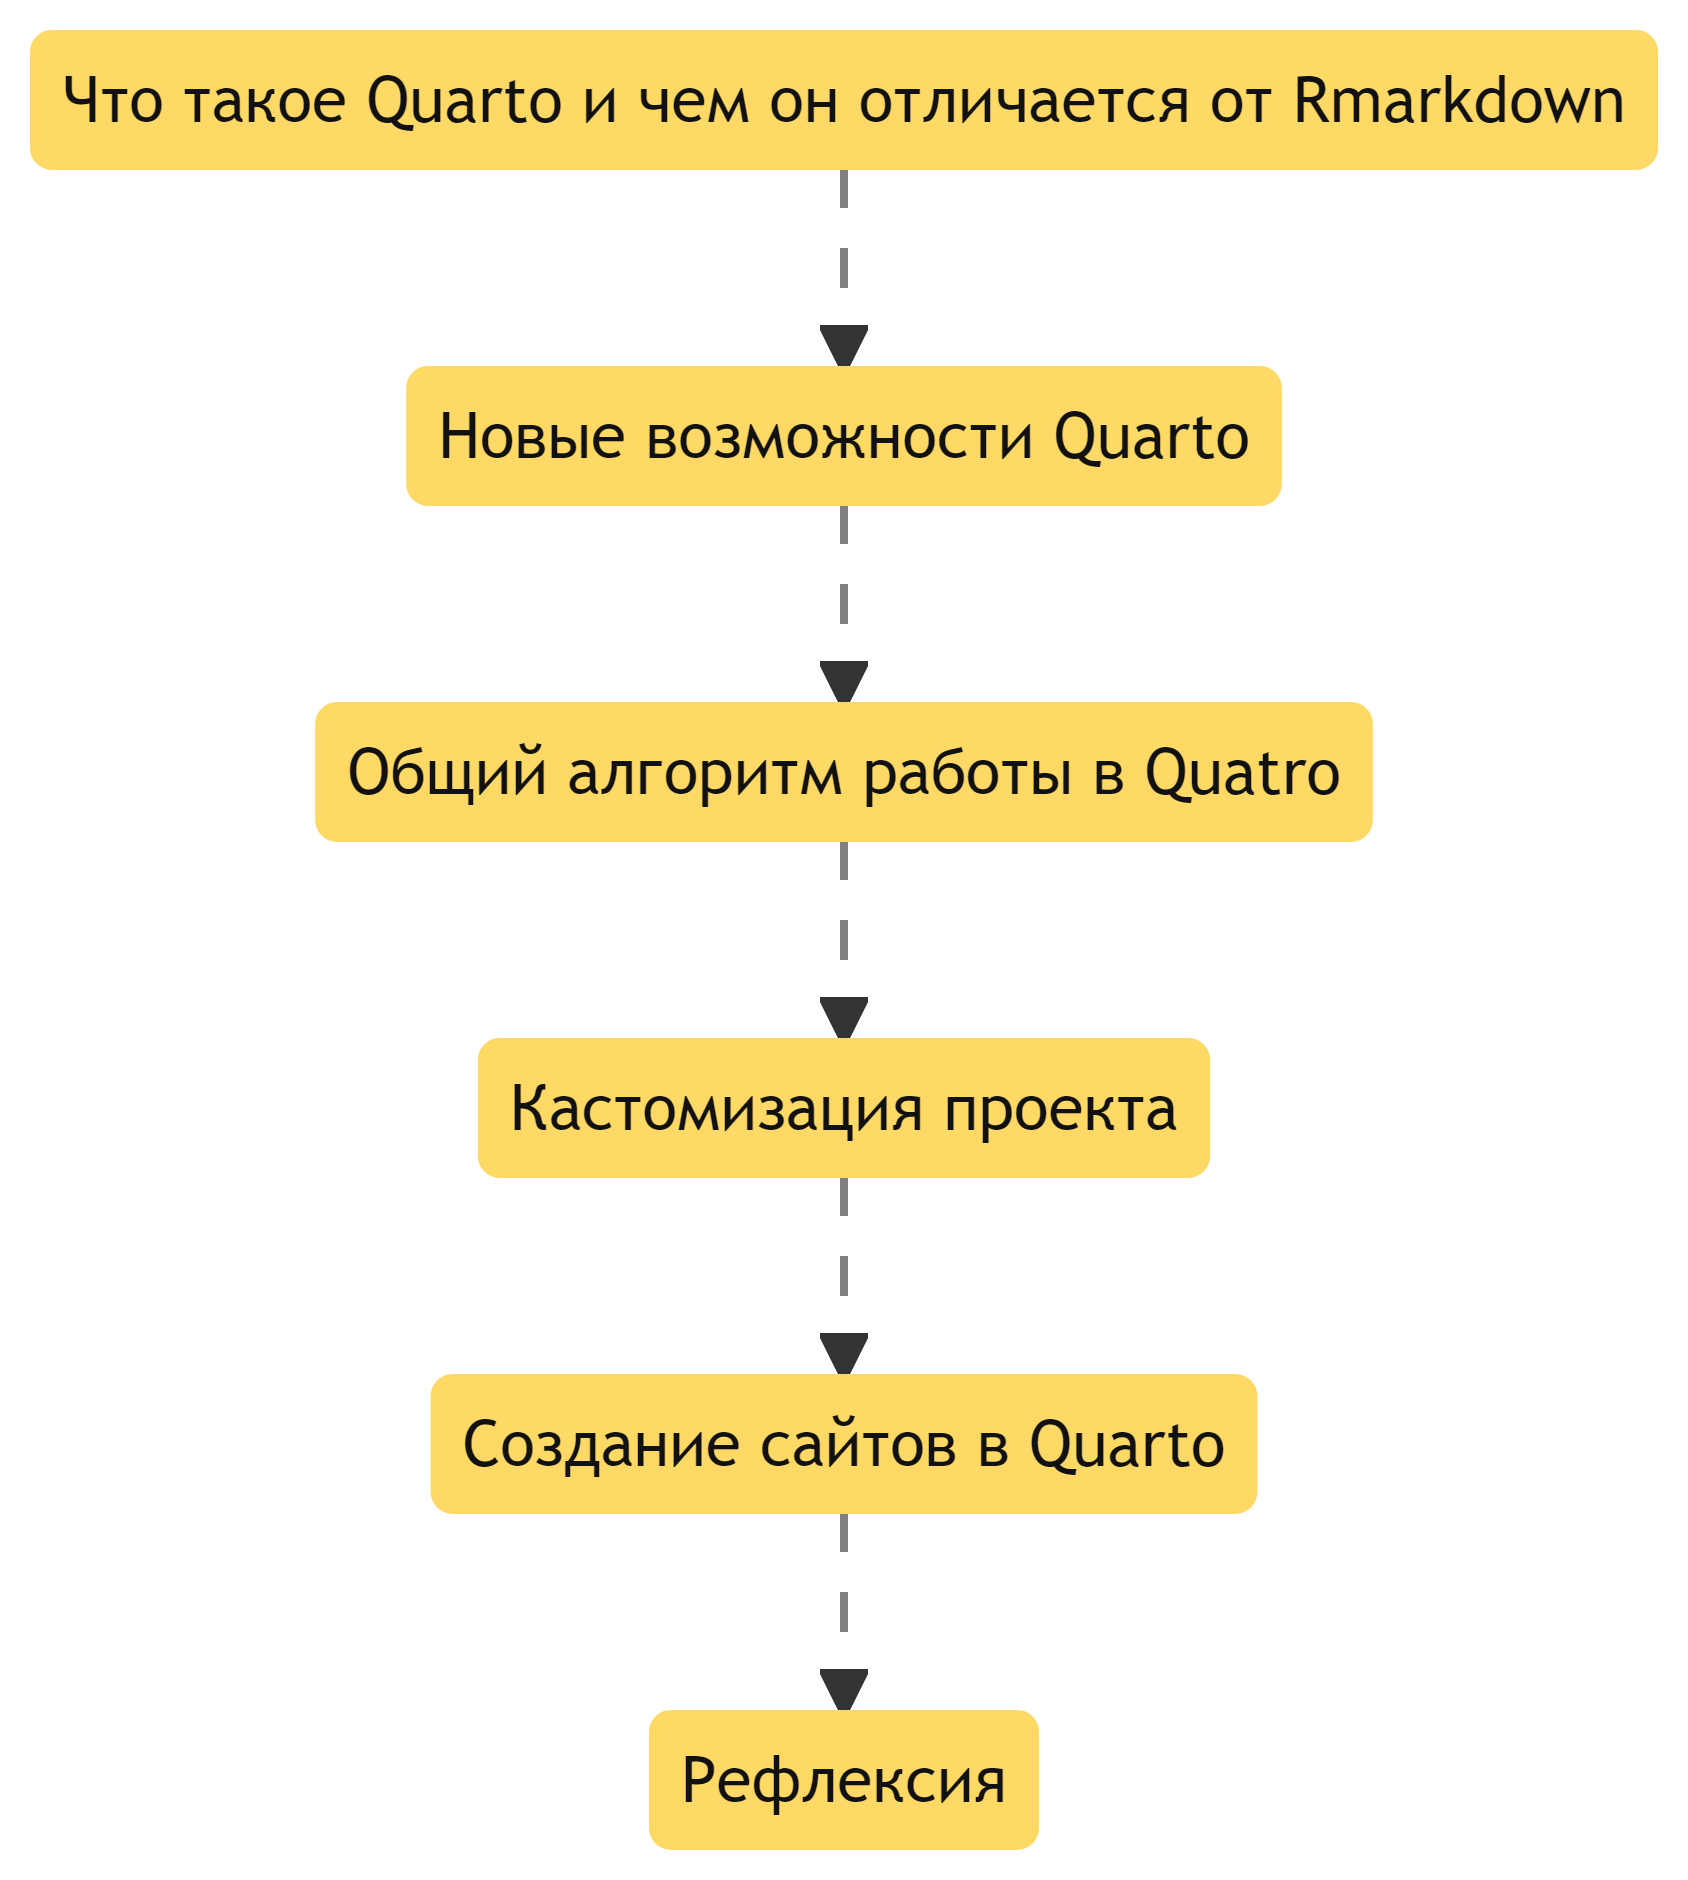 Что такое Quarto и чем он отличается от Rmarkdown
Новые возможности Quarto
Общий алгоритм работы в Quatro
Кастомизация проекта
Создание сайтов в Quarto
Рефлексия